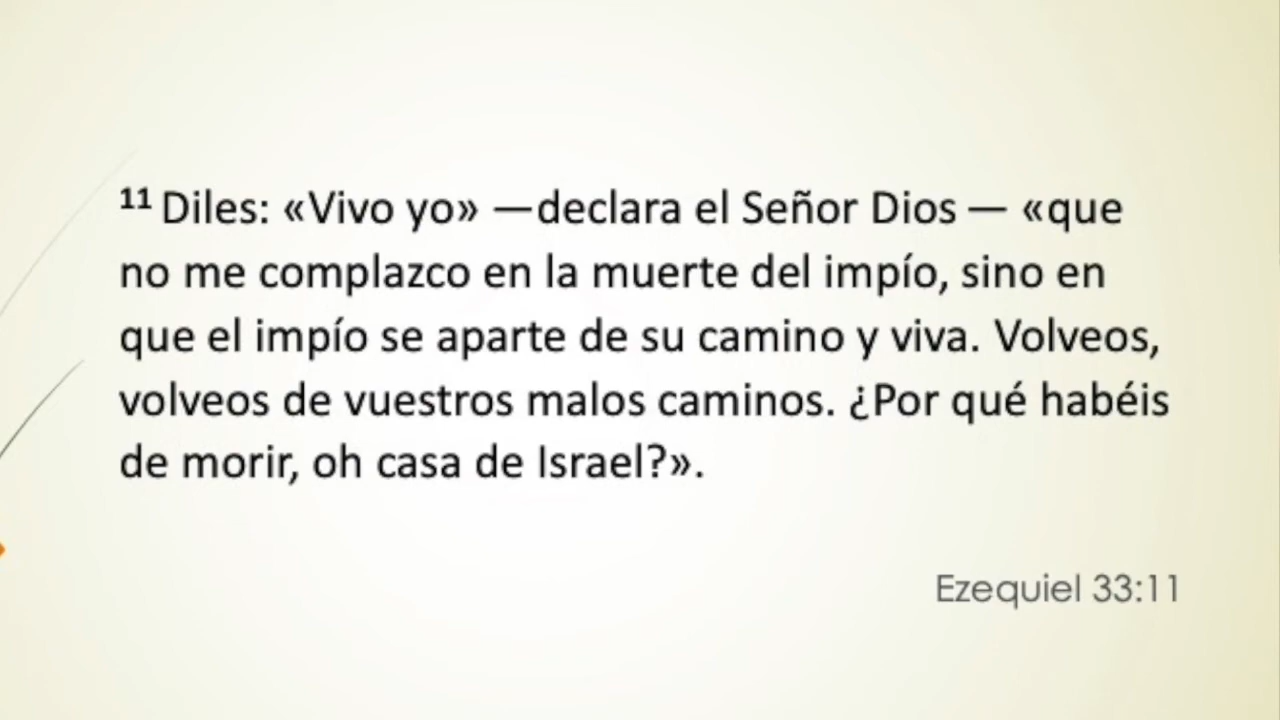 11 Diles: «Vivo yo» —declara el Señor Dios — «que
no me complazco en la muerte del impío, sino en
que el impío se aparte de su camino y viva. Volveos,
volveos de vuestros malos caminos. ¿Por qué habéis
de morir, oh casa de Israel?».
Ezequiel 33:11